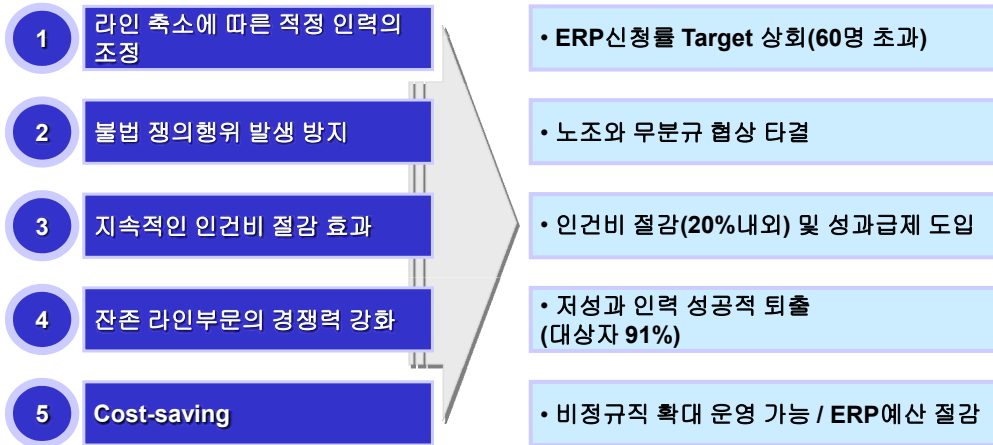 1
라인 축소에 따른 적정 인력의
조정
• ERP신청률 Target 상회(60명 초과)
2
불법 쟁의행위 발생 방지
• 노조와 무분규 협상 타결
3
지속적인 인건비 절감 효과
• 인건비 절감(20%내외) 및 성과급제 도입
4
잔존 라인부문의 경쟁력 강화
• 저성과 인력 성공적 퇴출
(대상자 91%)
5
Cost-saving
• 비정규직 확대 운영 가능 / ERP예산 절감